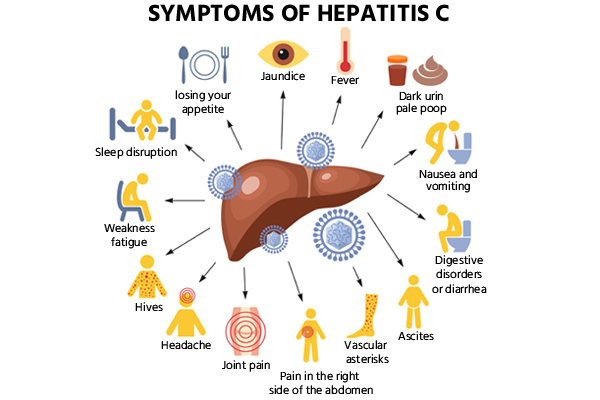 SYMPTOMS OF HEPATITIS C
losing your
appetite
Jaundice
Fever
Dark urin
pale poop
Sleep disruption
Nausea and
vomiting
Weakness
fatigue
Digestive
disorders
or diarrhea
Hives
Headache
Joint pain
Pain in the right
side of the abdomen
Vascular
asterisks
Ascites